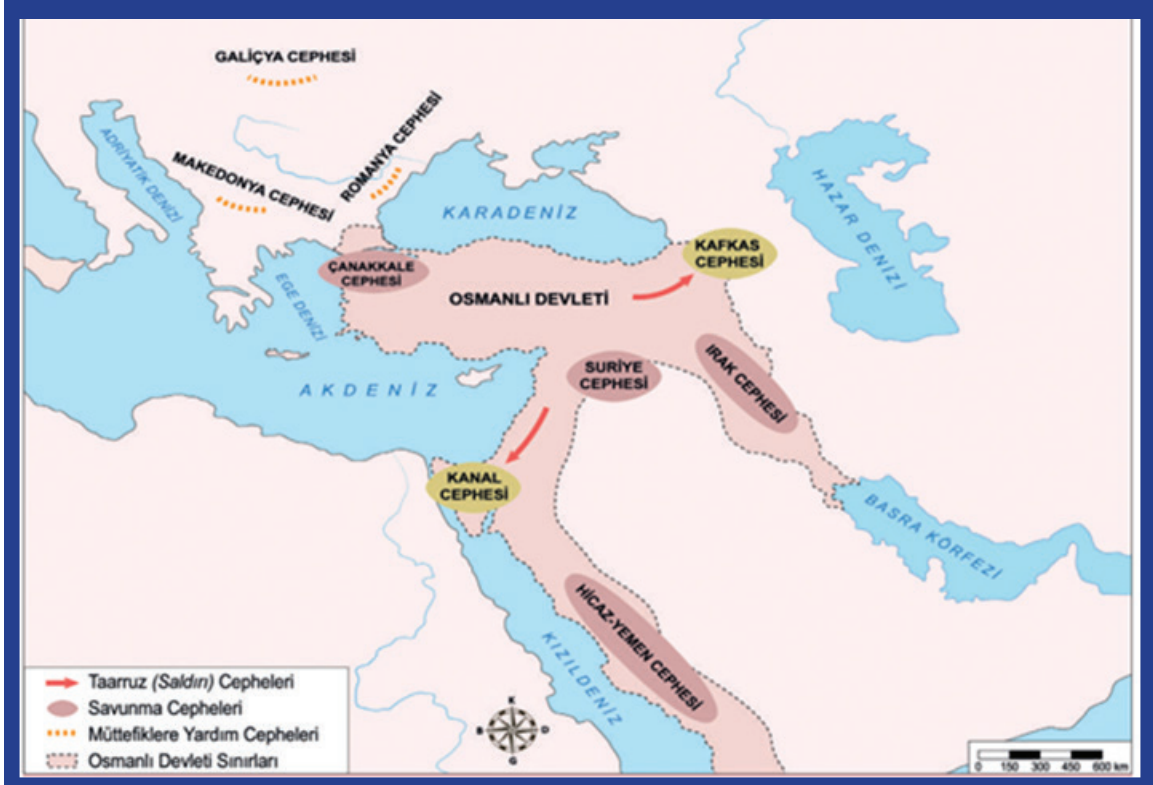 GALİÇYA CEPHESİ
ADRİYATİK DENİZİ
MAKEDONYA CEPHESİ
ROMANYA CEPHESİ
KARADENİZ
HAZAR DENİZİ
ÇANAKKALE
CEPHESİ
KAFKAS
CEPHESİ
EGE DENİZİ
OSMANLI DEVLETİ
AKDENİZ
SURİYE
CEPHESİ
IRAK CEPHESİ
KANAL
CEPHESİ
BASRA KÖRFEZİ
HİCAZ-YEMEN CEPHESİ
KIZILDENİZ
Taarruz (Saldırı) Cepheleri
Savunma Cepheleri
Müttefiklere Yardım Cepheleri
Osmanlı Devleti Sınırları
K
B D
G
0 150 300 450 600 km